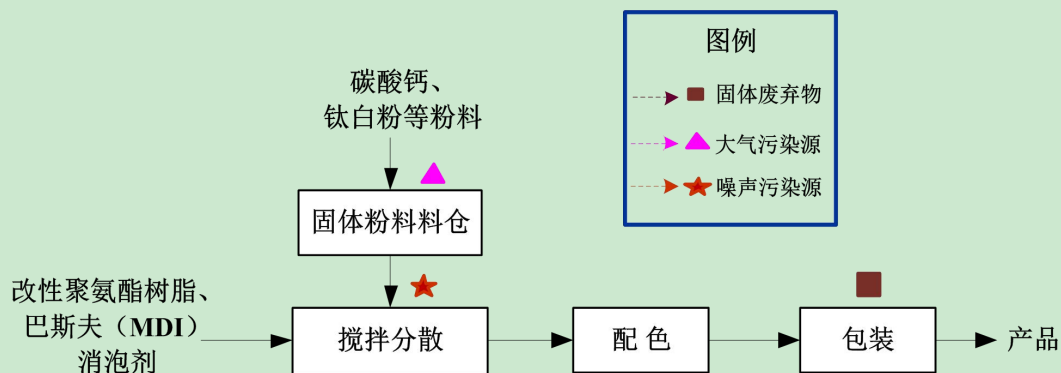 碳酸钙、
钛白粉等粉料
图例
固体废弃物
大气污染源
噪声污染源
固体粉料料仓
改性聚氨酯树脂、
巴斯夫（MDI）
消泡剂
搅拌分散
配 色
包装
产品